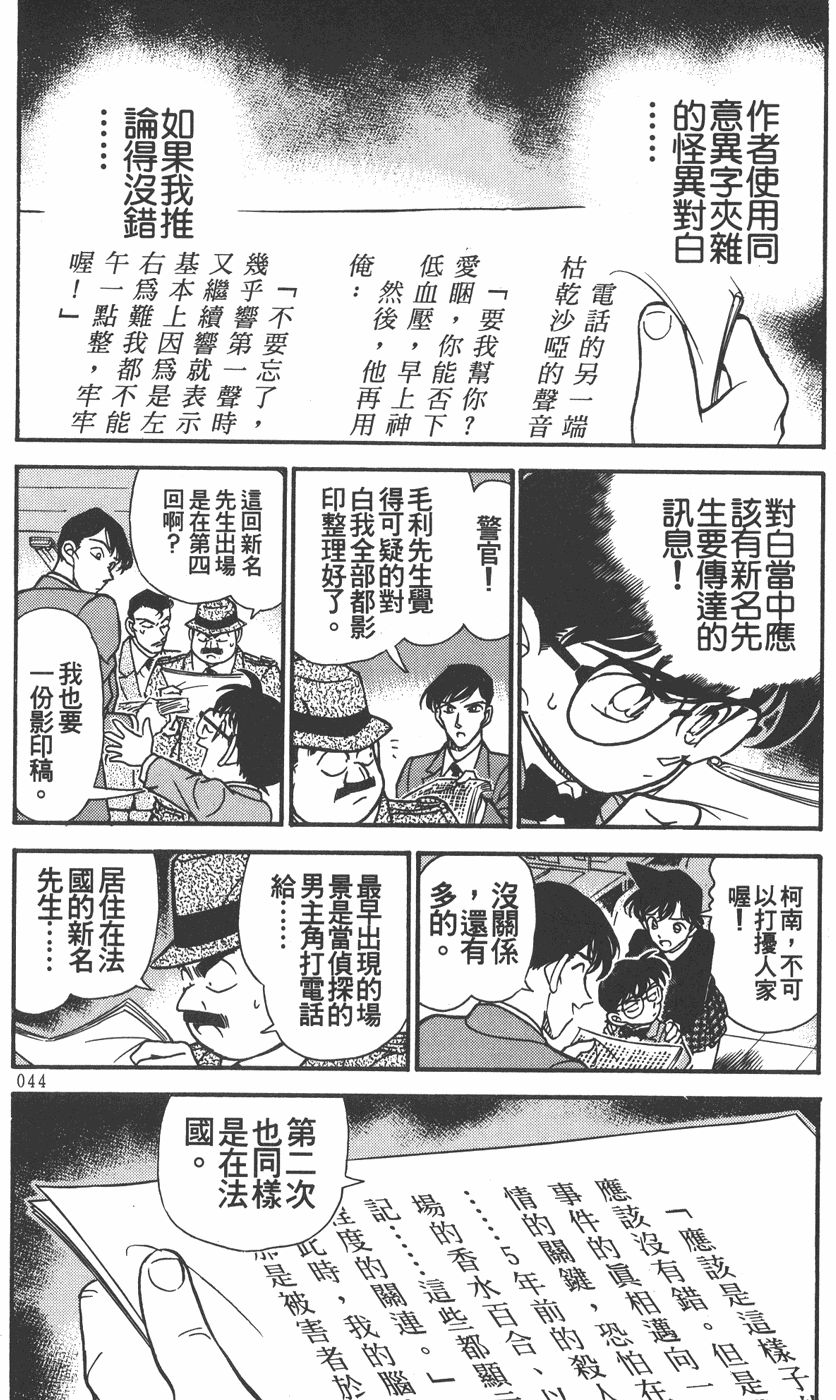 作者使用同
意異字夾雜
的怪異對白
……
如果我推
論得沒錯
……
電話的另一端
枯乾沙啞的聲音
「要我幫你?
愛睏，你能否下
低血壓，早上神
然後，他再用
俺：
「不要忘了，
幾乎響第一聲時
又繼續響就表示
基本上因爲是左
右爲難我都不能
午一點整，牢牢
喔！」
對白當中應
該有新名先
生要傳達的
訊息！
警官！
毛利先生覺
得可疑的對
白我全部都影
印整理好了。
這回新名
先生出場
是在第四
回啊？
我也要
一份影印稿。
柯南，不可
以打擾人家
喔！
沒關係
，還有
多的。
最早出現的場
景是當偵探的
男主角打電話
給……
居住在法
國的新名
先生……
044
第二次
也同樣
是在法
國。
「應該是這樣子
應該沒有錯。但是
事件的眞相邁向一
情的關鍵，恐怕在
……5年前的殺人
場的香水百合、以
記……這些都顯示
程度的關連。」
此時，我的腦
那是被害者於